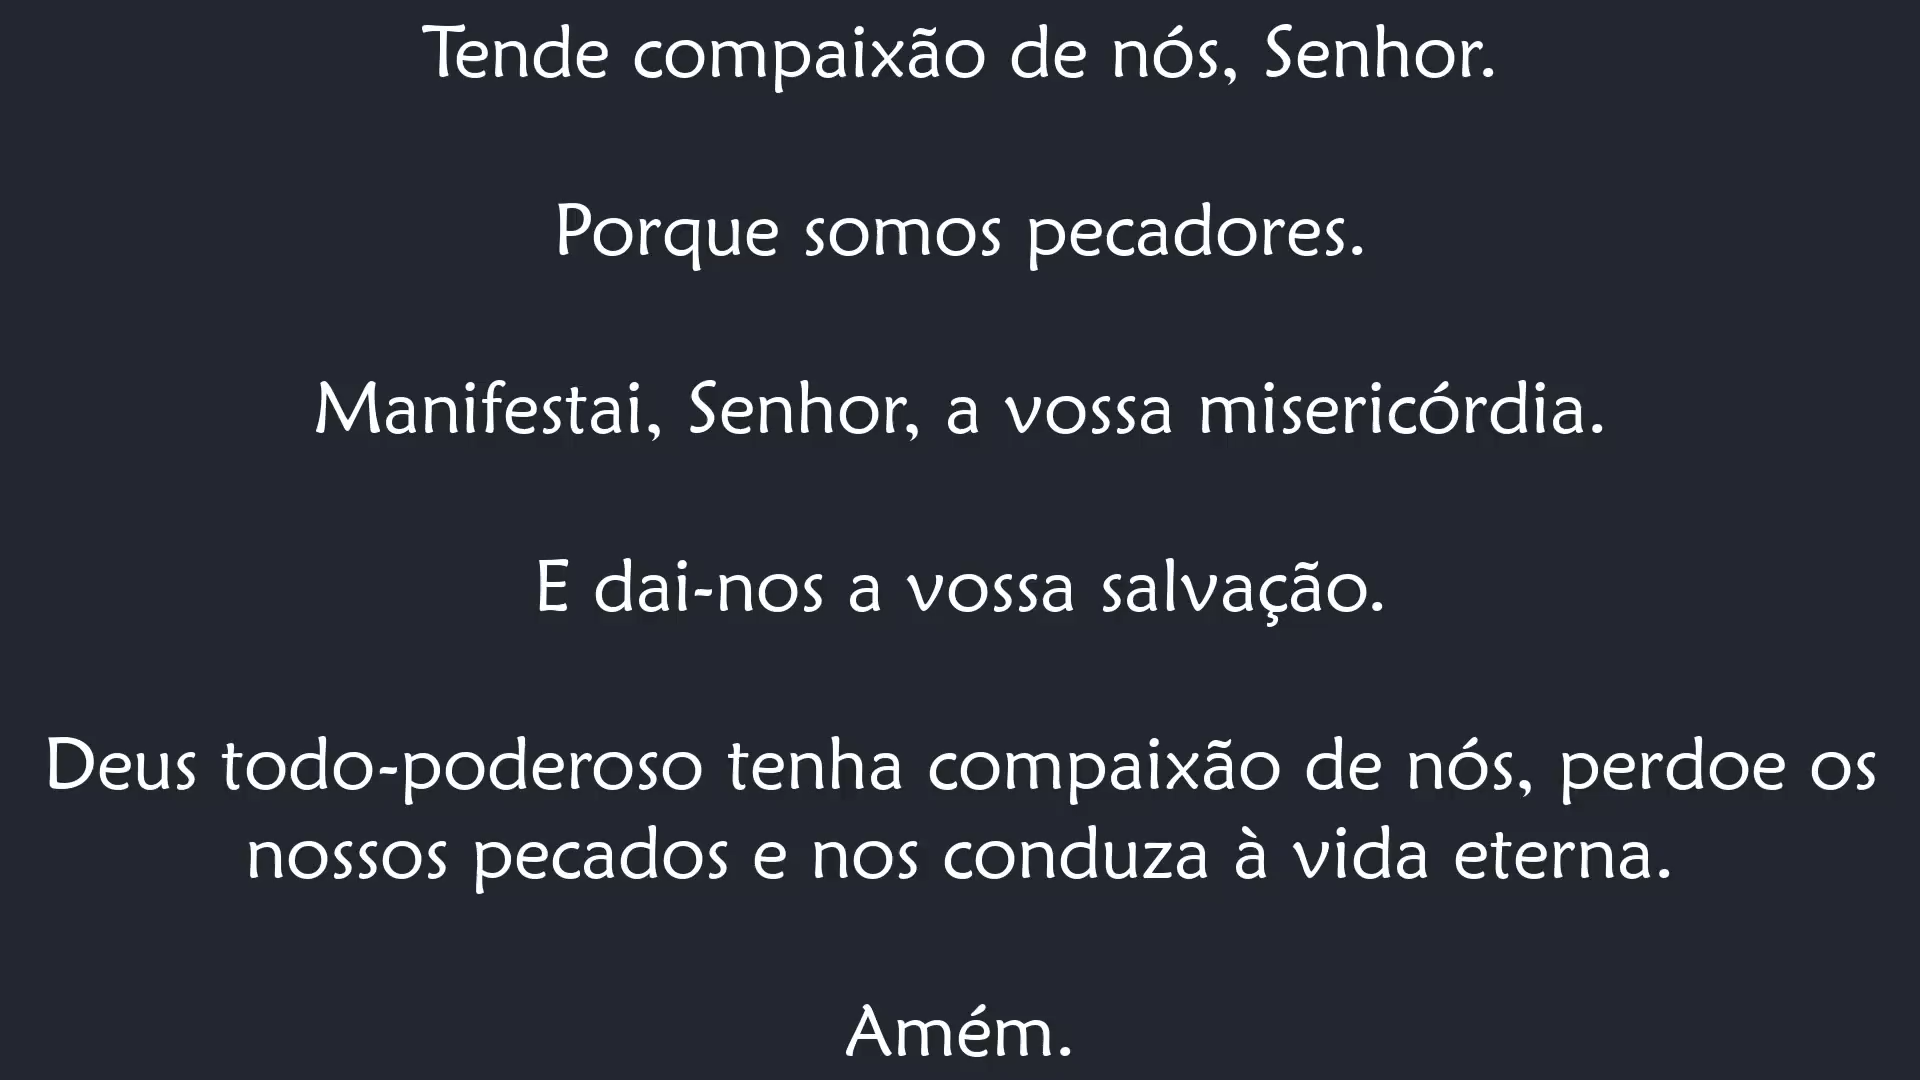 Tende compaixão de nós, Senhor.
Porque somos pecadores.
Manifestai, Senhor, a vossa misericórdia.
E dai-nos a vossa salvação.
Deus todo-poderoso tenha compaixão de nós, perdoe os
nossos pecados e nos conduza à vida eterna.
Amém.